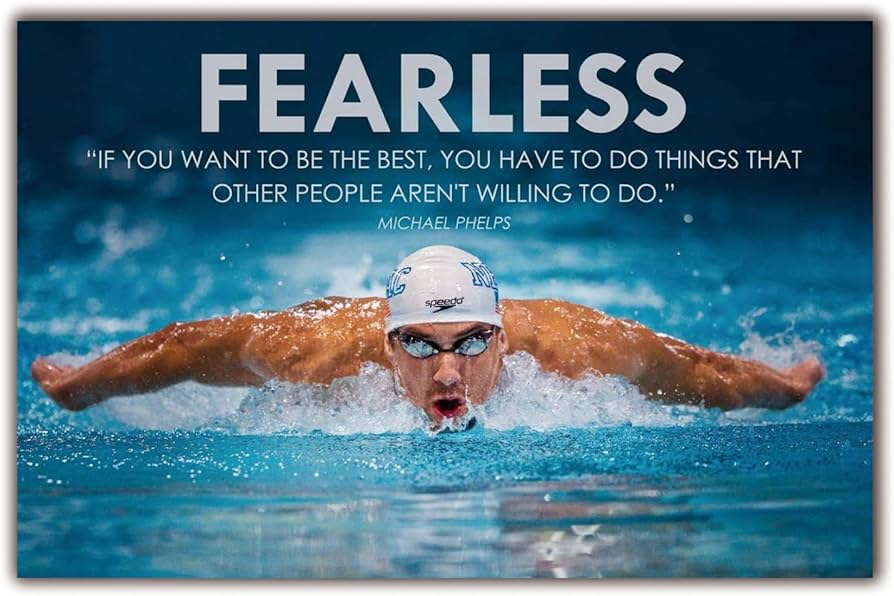 FEARLESS
“IF YOU WANT TO BE THE BEST, YOU HAVE TO DO THINGS THAT
OTHER PEOPLE AREN'T WILLING TO DO.”
MICHAEL PHELPS
speedo